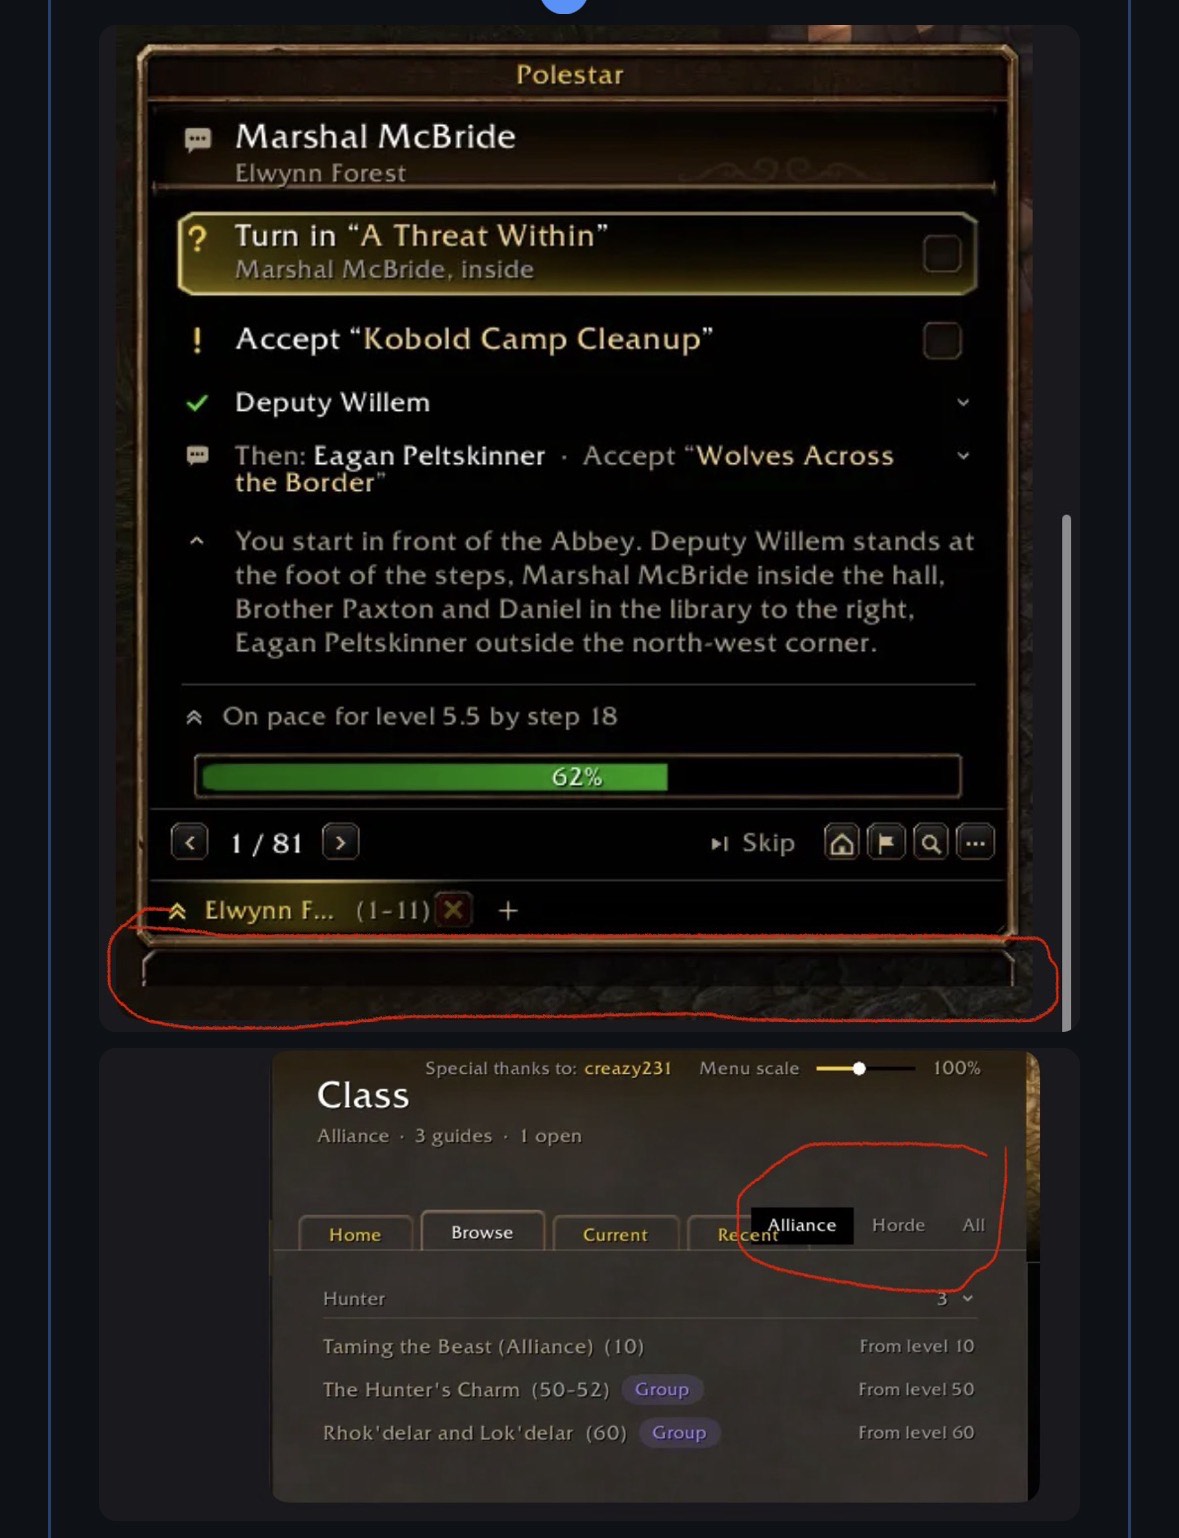 Polestar
Marshal McBride
Elwynn Forest
? Turn in “A Threat Within”
Marshal McBride, inside
! Accept “Kobold Camp Cleanup”
Deputy Willem
Then: Eagan Peltskinner · Accept “Wolves Across
the Border”
You start in front of the Abbey. Deputy Willem stands at
the foot of the steps, Marshal McBride inside the hall,
Brother Paxton and Daniel in the library to the right,
Eagan Peltskinner outside the north-west corner.
On pace for level 5.5 by step 18
62%
< 1 / 81 > Skip ...
Elwynn F... (1-11) +
Special thanks to: creazy231 Menu scale 100%
Class
Alliance · 3 guides · 1 open
Home Browse Current Recent Alliance Horde All
Hunter 3
Taming the Beast (Alliance) (10) From level 10
The Hunter's Charm (50-52) Group From level 50
Rhok'delar and Lok'delar (60) Group From level 60